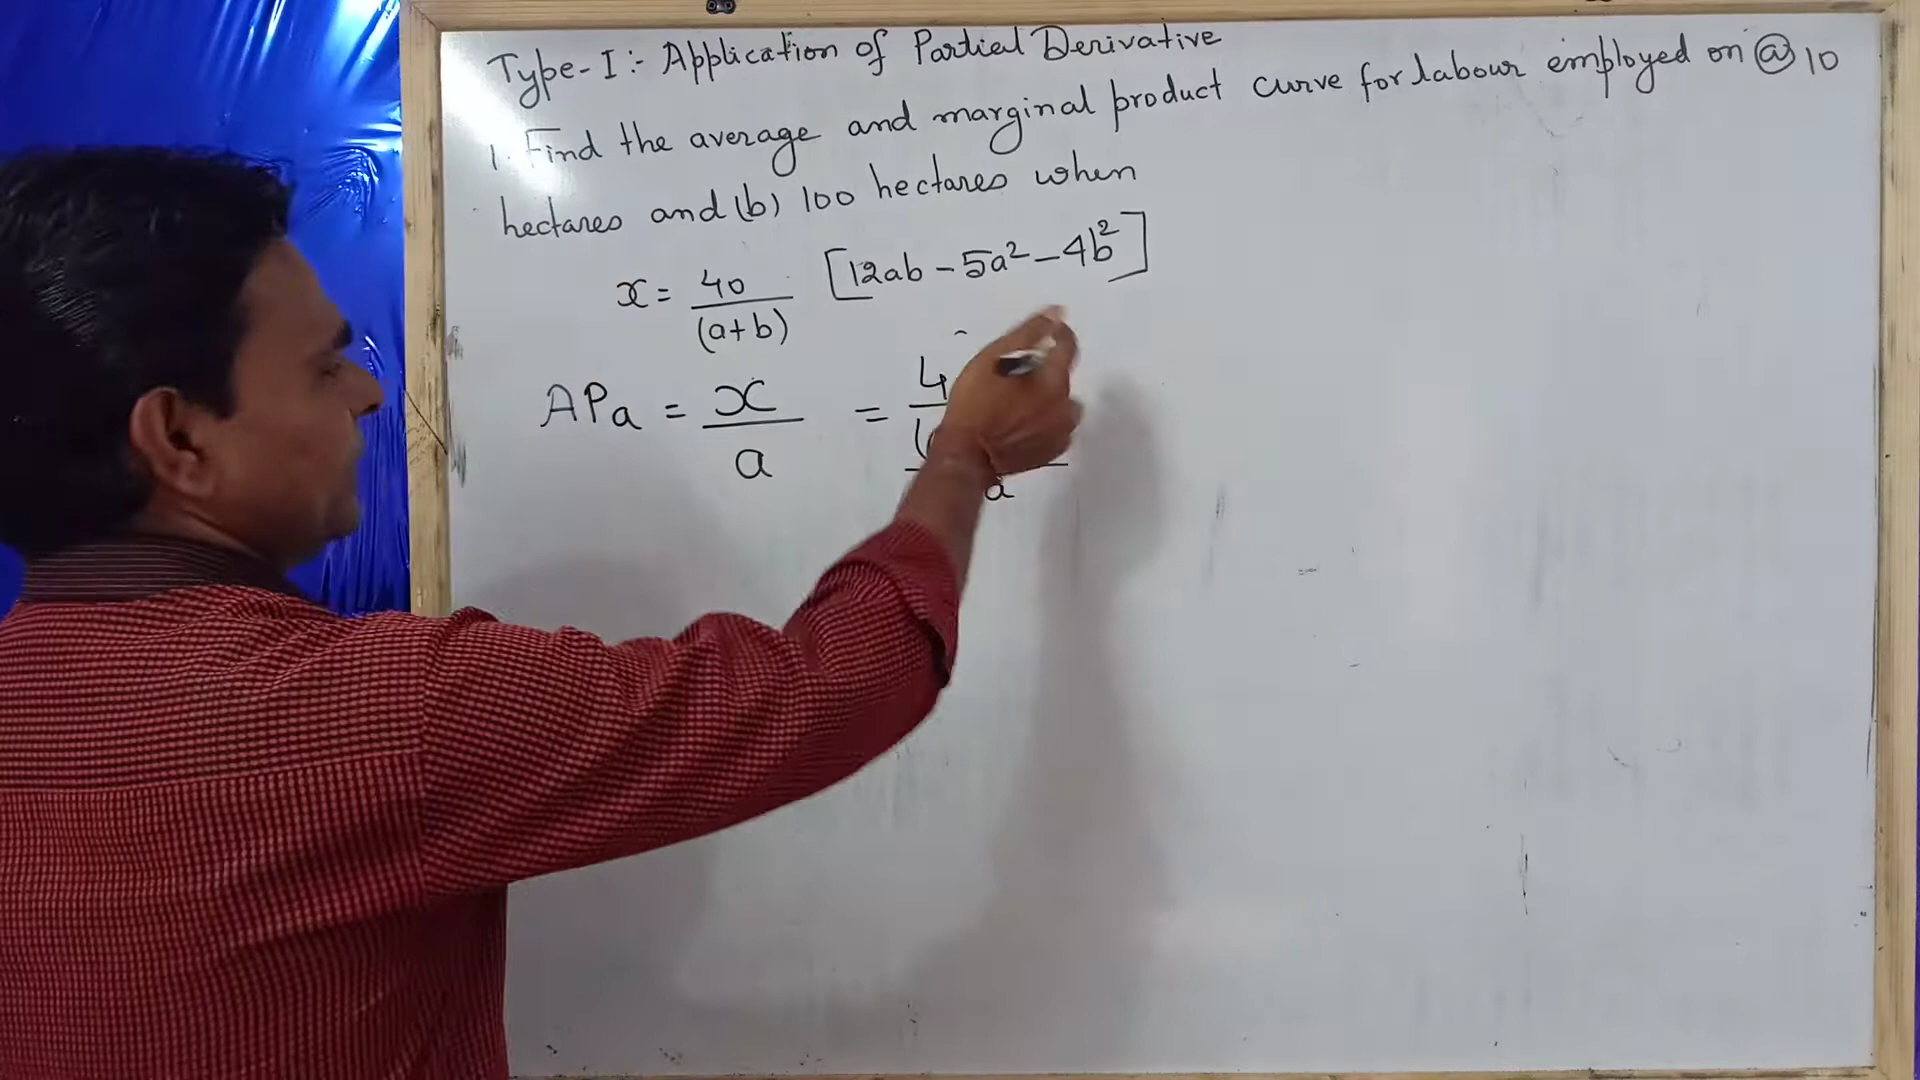 Type-I:- Application of Partial Derivative
1. Find the average and marginal product curve for labour employed on (a) 10
hectares and (b) 100 hectares when
x = 40/(a+b) [12ab - 5a² - 4b²]
APa = x/a = 4
a